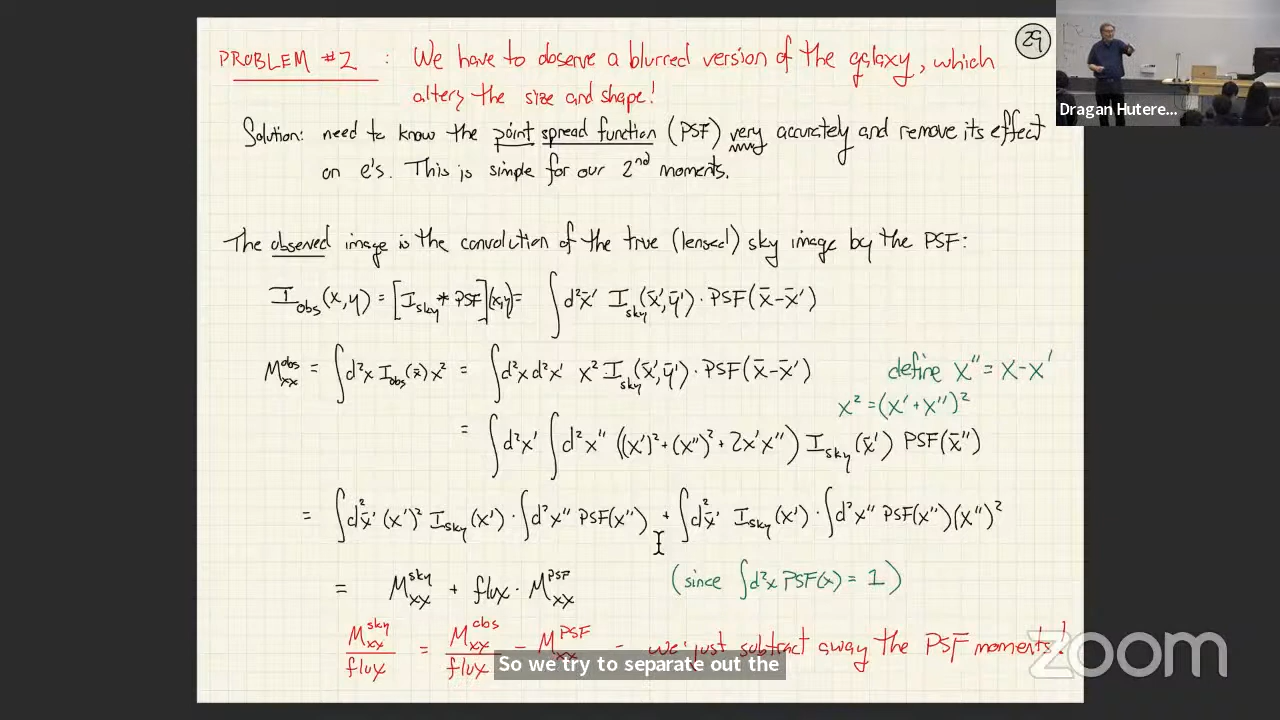 29
PROBLEM #2 : We have to observe a blurred version of the galaxy, which
alters the size and shape!
Solution: need to know the point spread function (PSF) very accurately and remove its effect
on e's. This is simple for our 2nd moments.
The observed image is the convolution of the true (lensed) sky image by the PSF:
I_obs(x,y) = [I_sky * PSF](x,y) = ∫d²x̄' I_sky(x̄',ȳ') · PSF(x̄-x̄')
M_xx^obs = ∫d²x I_obs(x̄) x² = ∫d²x d²x' x² I_sky(x̄',ȳ') · PSF(x̄-x̄')
define x'' = x-x'
x² = (x'+x'')²
= ∫d²x' ∫d²x'' ((x')² + (x'')² + 2x'x'') I_sky(x̄') PSF(x̄'')
= ∫d²x̄' (x')² I_sky(x') · ∫d²x'' PSF(x'') + ∫d²x̄' I_sky(x') · ∫d²x'' PSF(x'')(x'')²
= M_xx^sky + flux · M_xx^PSF (since ∫d²x PSF(x) = 1)
M_xx^sky / flux = M_xx^obs / flux - M_xx^PSF - we just subtract away the PSF moments!
So we try to separate out the
Dragan Hutere...
zoom